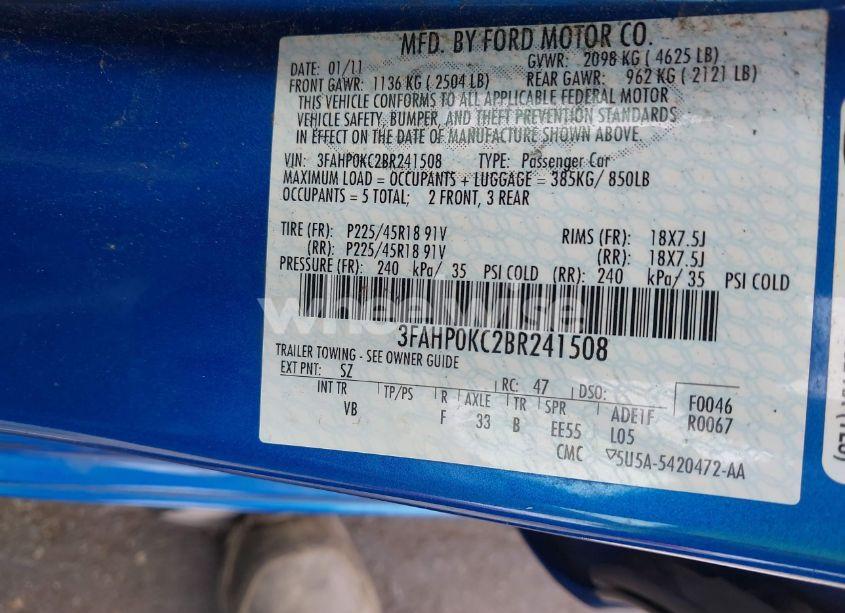 MFD. BY FORD MOTOR CO.
DATE: 01/11 GVWR: 2098 KG ( 4625 LB)
FRONT GAWR: 1136 KG ( 2504 LB) REAR GAWR: 962 KG ( 2121 LB)
THIS VEHICLE CONFORMS TO ALL APPLICABLE FEDERAL MOTOR
VEHICLE SAFETY, BUMPER, AND THEFT PREVENTION STANDARDS
IN EFFECT ON THE DATE OF MANUFACTURE SHOWN ABOVE.
VIN: 3FAHP0KC2BR241508 TYPE: Passenger Car
MAXIMUM LOAD = OCCUPANTS + LUGGAGE = 385KG/ 850LB
OCCUPANTS = 5 TOTAL; 2 FRONT, 3 REAR
TIRE (FR): P225/45R18 91V RIMS (FR): 18X7.5J
(RR): P225/45R18 91V (RR): 18X7.5J
PRESSURE (FR): 240 kPa/ 35 PSI COLD (RR): 240 kPa/ 35 PSI COLD
wheelwise
3FAHP0KC2BR241508
TRAILER TOWING - SEE OWNER GUIDE
EXT PNT: SZ RC: 47 DSO:
INT TR TP/PS R AXLE TR SPR ADE1F F0046
VB F 33 B EE55 L05 R0067
CMC ▽5U5A-5420472-AA